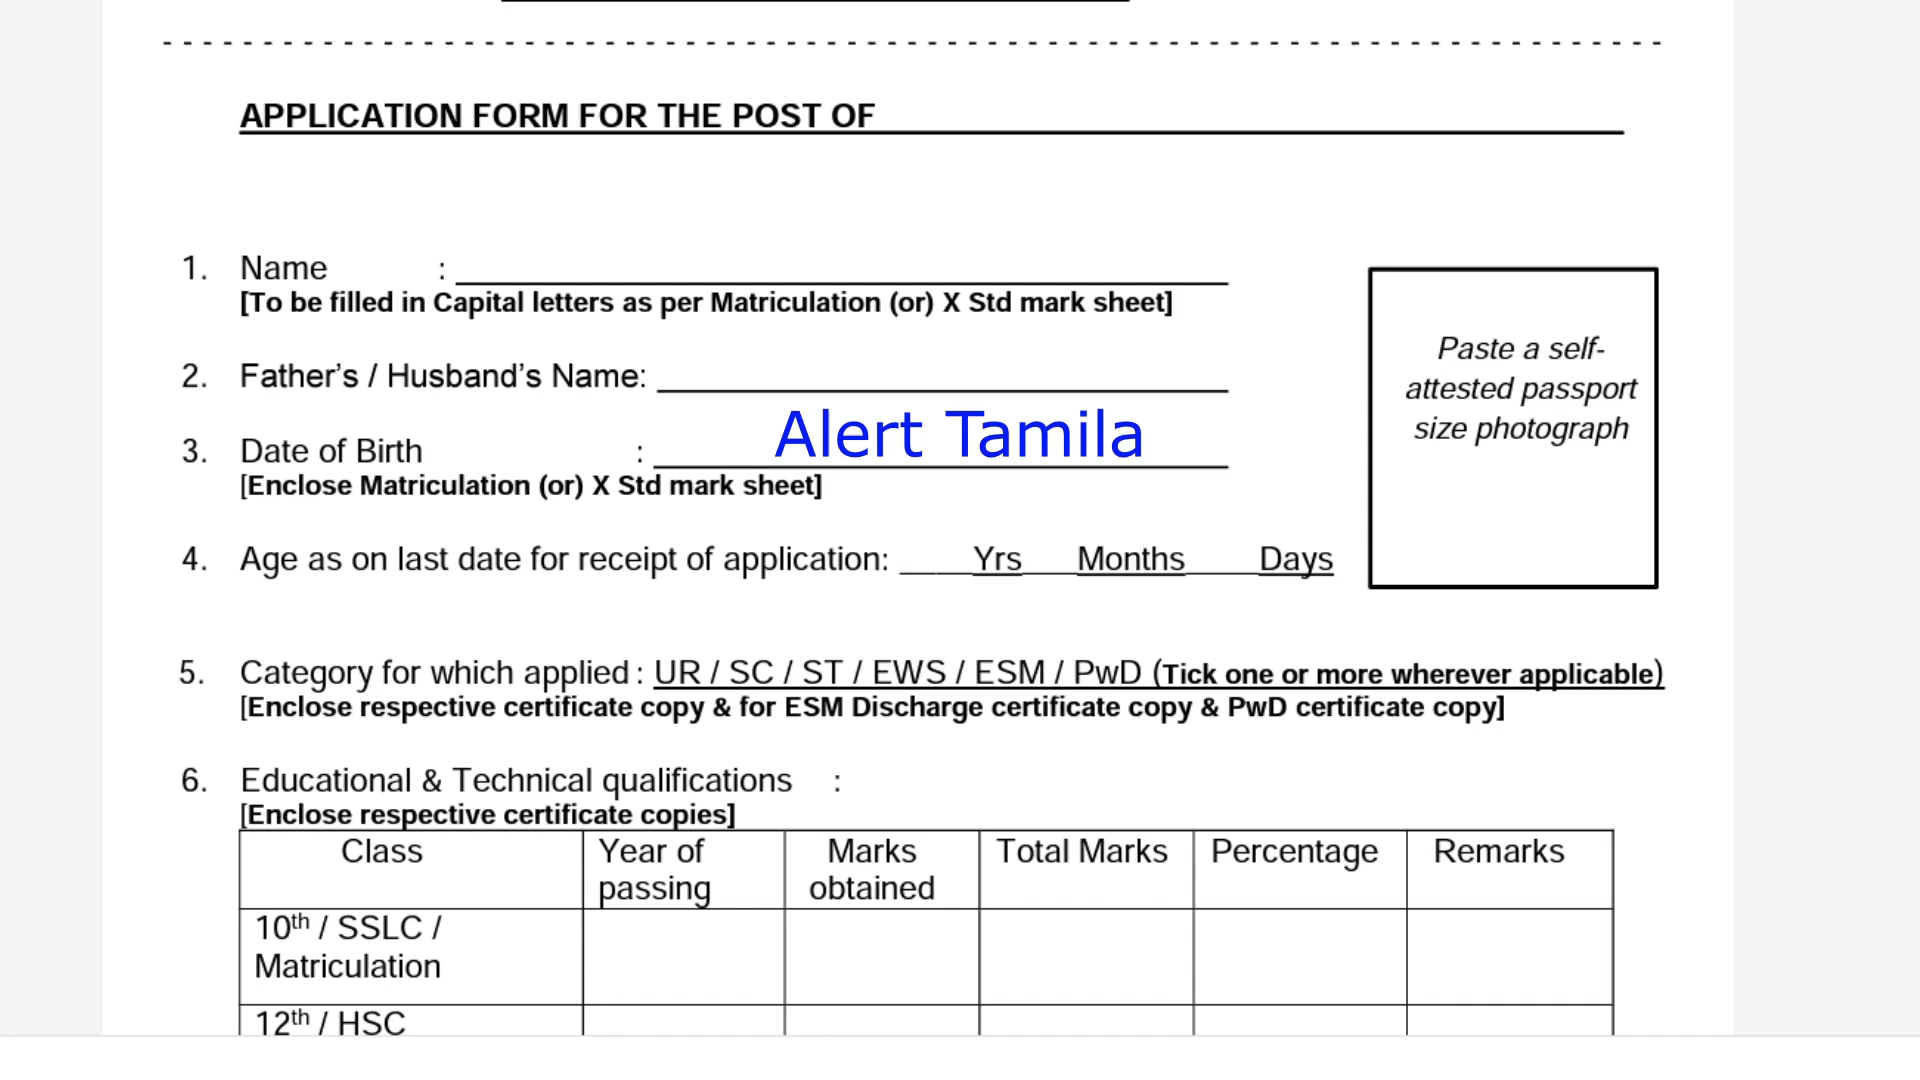 APPLICATION FORM FOR THE POST OF
1. Name :
[To be filled in Capital letters as per Matriculation (or) X Std mark sheet]
Paste a self-
attested passport
size photograph
2. Father’s / Husband’s Name:
Alert Tamila
3. Date of Birth :
[Enclose Matriculation (or) X Std mark sheet]
4. Age as on last date for receipt of application: ____Yrs___Months____Days
5. Category for which applied : UR / SC / ST / EWS / ESM / PwD (Tick one or more wherever applicable)
[Enclose respective certificate copy & for ESM Discharge certificate copy & PwD certificate copy]
6. Educational & Technical qualifications :
[Enclose respective certificate copies]
Class Year of passing Marks obtained Total Marks Percentage Remarks
10th / SSLC /
Matriculation
12th / HSC